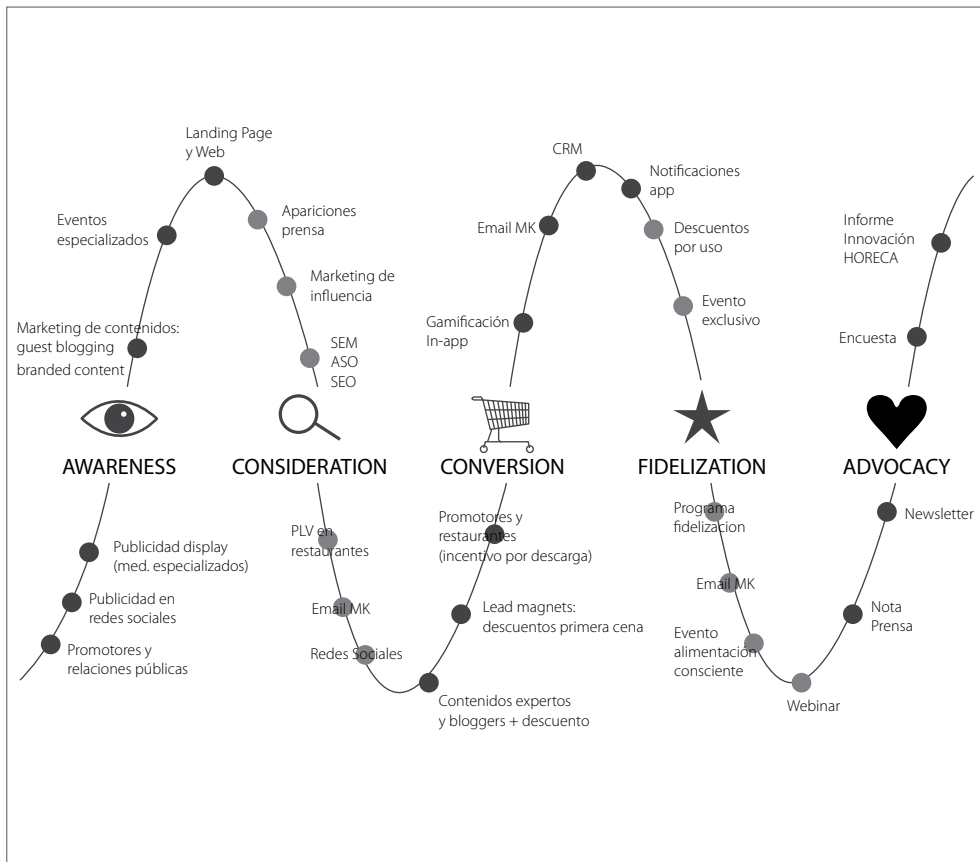 Landing Page
y Web
Eventos
especializados
Apariciones
prensa
Marketing de
influencia
Marketing de contenidos:
guest blogging
branded content
SEM
ASO
SEO
CRM
Notificaciones
app
Email MK
Descuentos
por uso
Gamificación
In-app
Evento
exclusivo
Informe
Innovación
HORECA
Encuesta
AWARENESS
CONSIDERATION
CONVERSION
FIDELIZATION
ADVOCACY
Publicidad display
(med. especializados)
Publicidad en
redes sociales
Promotores y
relaciones públicas
PLV en
restaurantes
Email MK
Redes Sociales
Promotores y
restaurantes
(incentivo por descarga)
Lead magnets:
descuentos primera cena
Contenidos expertos
y bloggers + descuento
Programa
fidelizacion
Email MK
Evento
alimentación
consciente
Webinar
Newsletter
Nota
Prensa